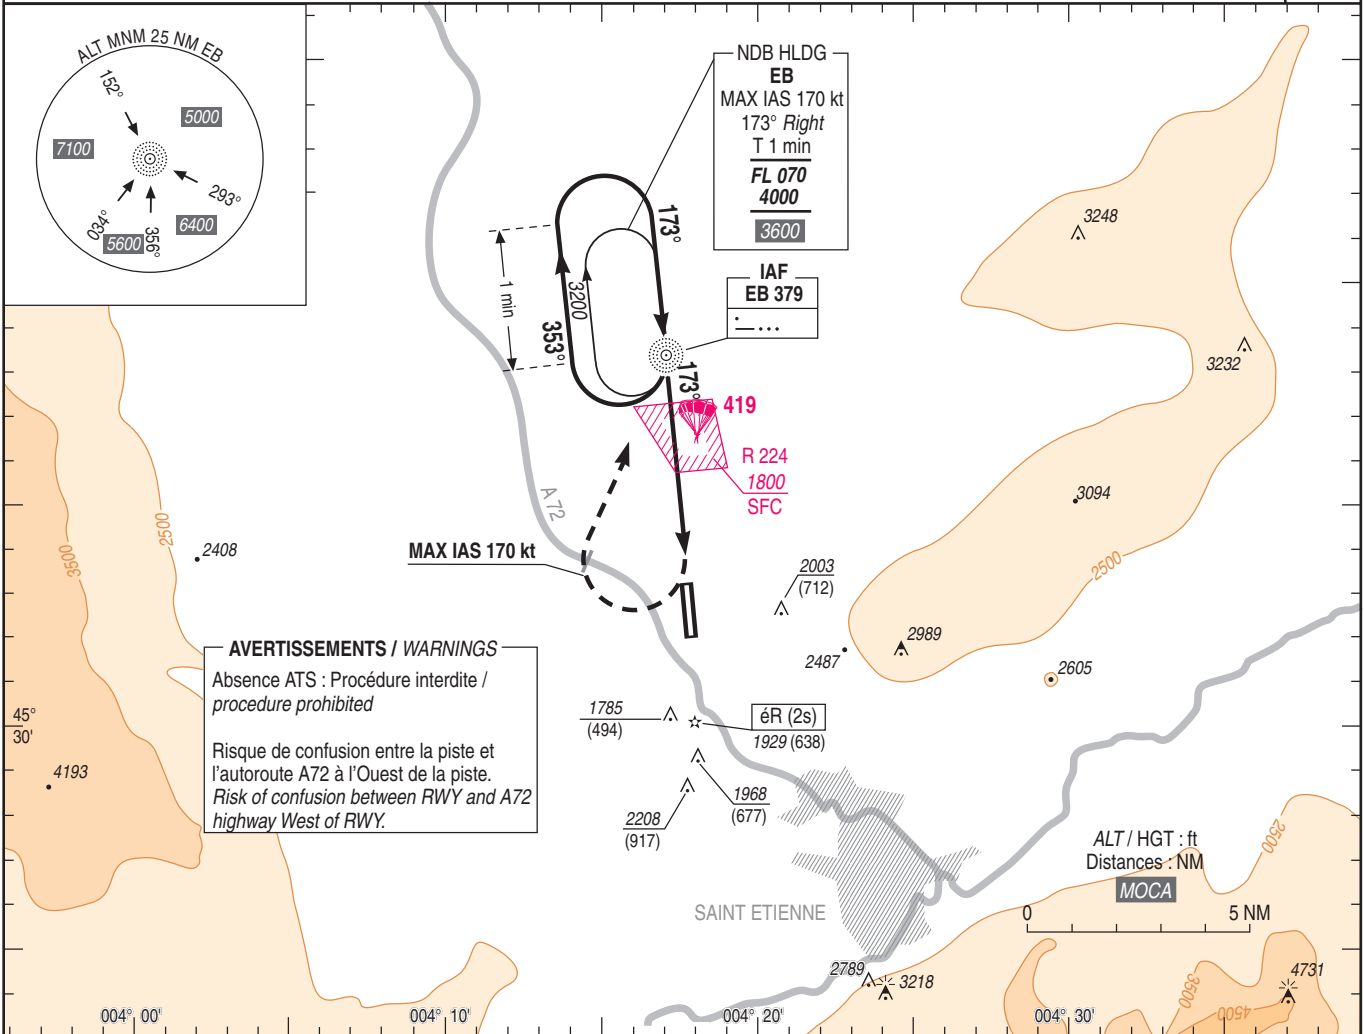 ALT MNM 25 NM EB
152°
5000
7100
293°
034°
6400
5600
356°
NDB HLDG
EB
MAX IAS 170 kt
173° Right
T 1 min
FL 070
4000
3600
IAF
EB 379
173°
1 min
3200
353°
173°
419
R 224
1800
SFC
3248
3232
3094
2500
A 72
MAX IAS 170 kt
3500
2500
2408
2003
(712)
2989
2487
2605
AVERTISSEMENTS / WARNINGS
Absence ATS : Procédure interdite /
procedure prohibited
Risque de confusion entre la piste et
l'autoroute A72 à l'Ouest de la piste.
Risk of confusion between RWY and A72
highway West of RWY.
45°
30'
4193
1785
(494)
éR (2s)
1929 (638)
1968
(677)
2208
(917)
SAINT ETIENNE
2500
ALT / HGT : ft
Distances : NM
MOCA
0 5 NM
2789
3218
3500
4500
4731
004° 00'
004° 10'
004° 20'
004° 30'